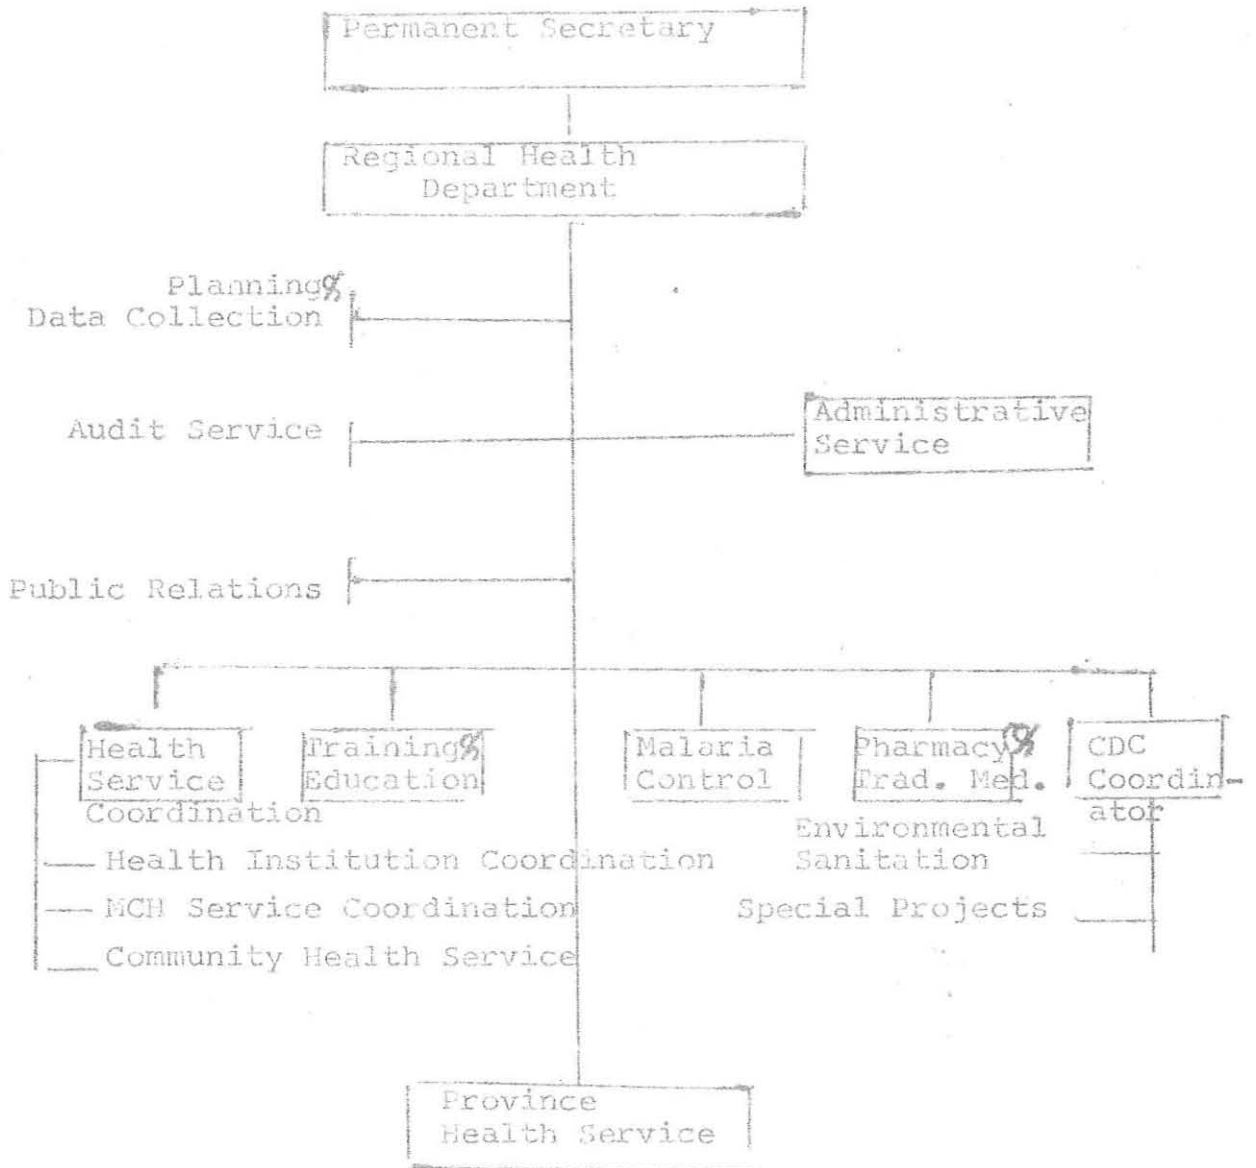 Permanent Secretary
Regional Health
Department
Planning &
Data Collection
Audit Service
Administrative
Service
Public Relations
Health
Service
Coordination
Training &
Education
Malaria
Control
Pharmacy &
Trad. Med.
CDC
Coordin-
ator
Environmental
Sanitation
Health Institution Coordination
MCH Service Coordination
Special Projects
Community Health Service
Province
Health Service